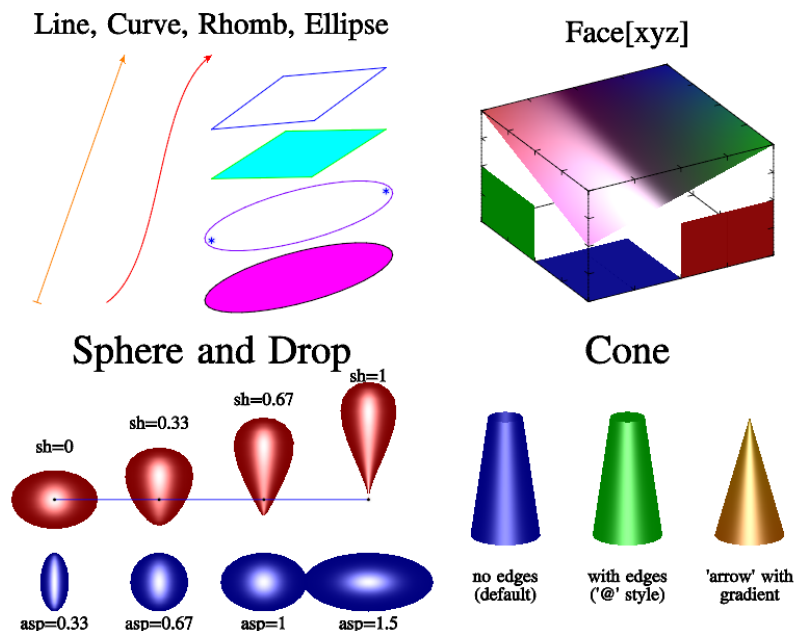 Line, Curve, Rhomb, Ellipse
Face[xyz]
*
*
Sphere and Drop
sh=0
sh=0.33
sh=0.67
sh=1
asp=0.33
asp=0.67
asp=1
asp=1.5
Cone
no edges
(default)
with edges
('@' style)
'arrow' with
gradient